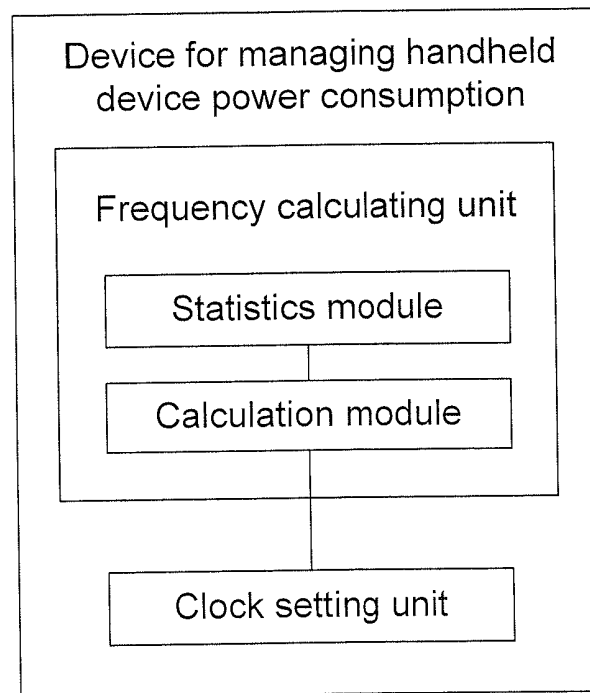 Device for managing handheld
device power consumption
Frequency calculating unit
Statistics module
Calculation module
Clock setting unit